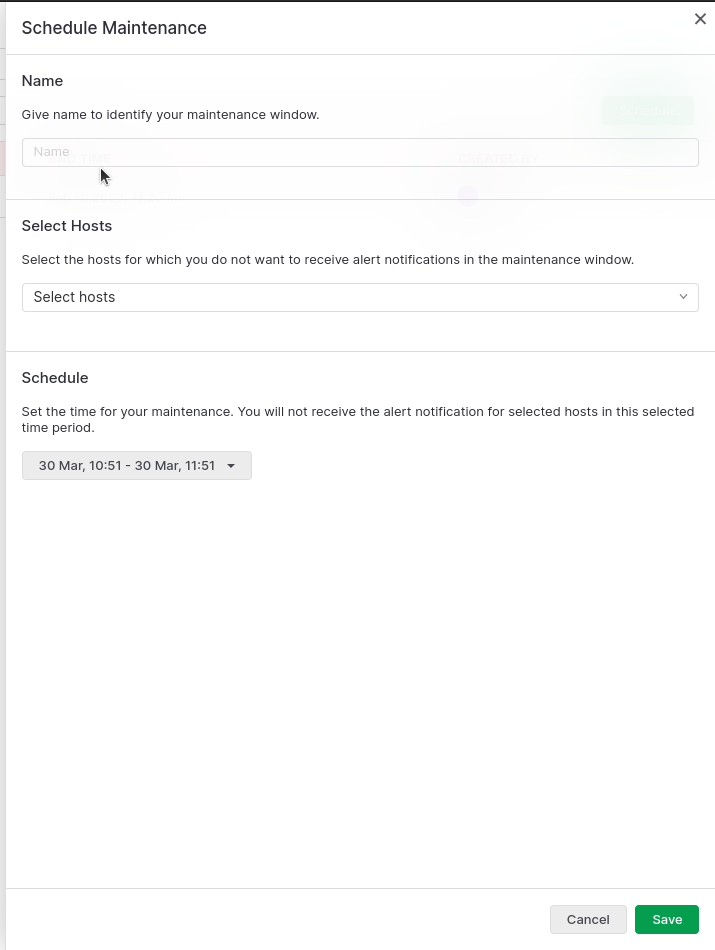 Schedule Maintenance
Name
Give name to identify your maintenance window.
Name
CREATED BY
Select Hosts
Select the hosts for which you do not want to receive alert notifications in the maintenance window.
Select hosts
Schedule
Set the time for your maintenance. You will not receive the alert notification for selected hosts in this selected
time period.
30 Mar, 10:51 - 30 Mar, 11:51
Cancel
Save